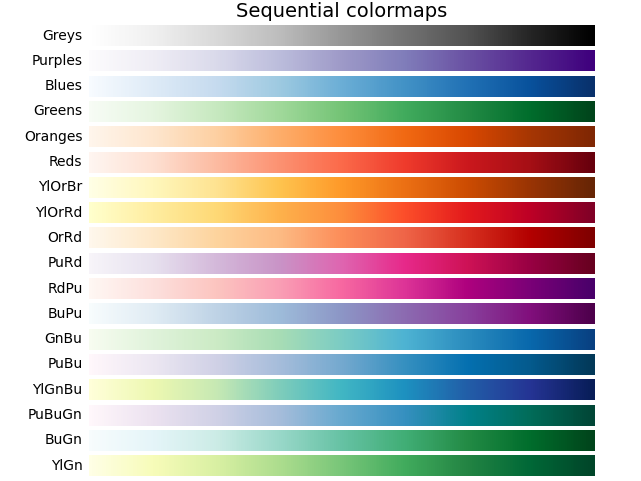 Sequential colormaps
Greys
Purples
Blues
Greens
Oranges
Reds
YlOrBr
YlOrRd
OrRd
PuRd
RdPu
BuPu
GnBu
PuBu
YlGnBu
PuBuGn
BuGn
YlGn